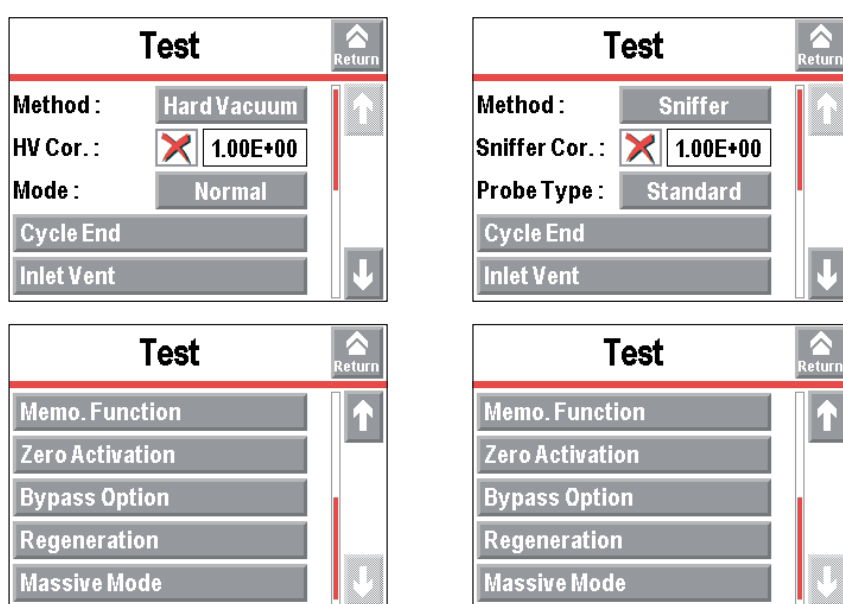 Test
Return
Method :
Hard Vacuum
HV Cor. :
1.00E+00
Mode :
Normal
Cycle End
Inlet Vent
Test
Return
Method :
Sniffer
Sniffer Cor. :
1.00E+00
Probe Type :
Standard
Cycle End
Inlet Vent
Test
Return
Memo. Function
Zero Activation
Bypass Option
Regeneration
Massive Mode
Test
Return
Memo. Function
Zero Activation
Bypass Option
Regeneration
Massive Mode